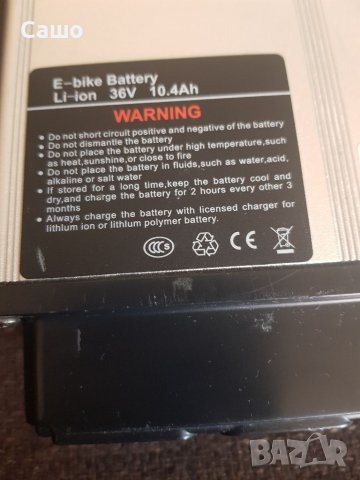 Сашо
E-bike Battery
Li-ion 36V 10.4Ah
WARNING
● Do not short circuit positive and negative of the battery
● Do not dismantle the battery
● Do not place the battery under high temperature,such
as heat,sunshine,or close to fire
● Do not place the battery in fluids,such as water,acid,
alkaline or salt water
● If stored for a long time,keep the battery cool and
dry,and charge the battery for 2 hours every other 3
months
● Always charge the battery with licensed charger for
lithium ion or lithium polymer battery.
CCC S CE
BAZAR